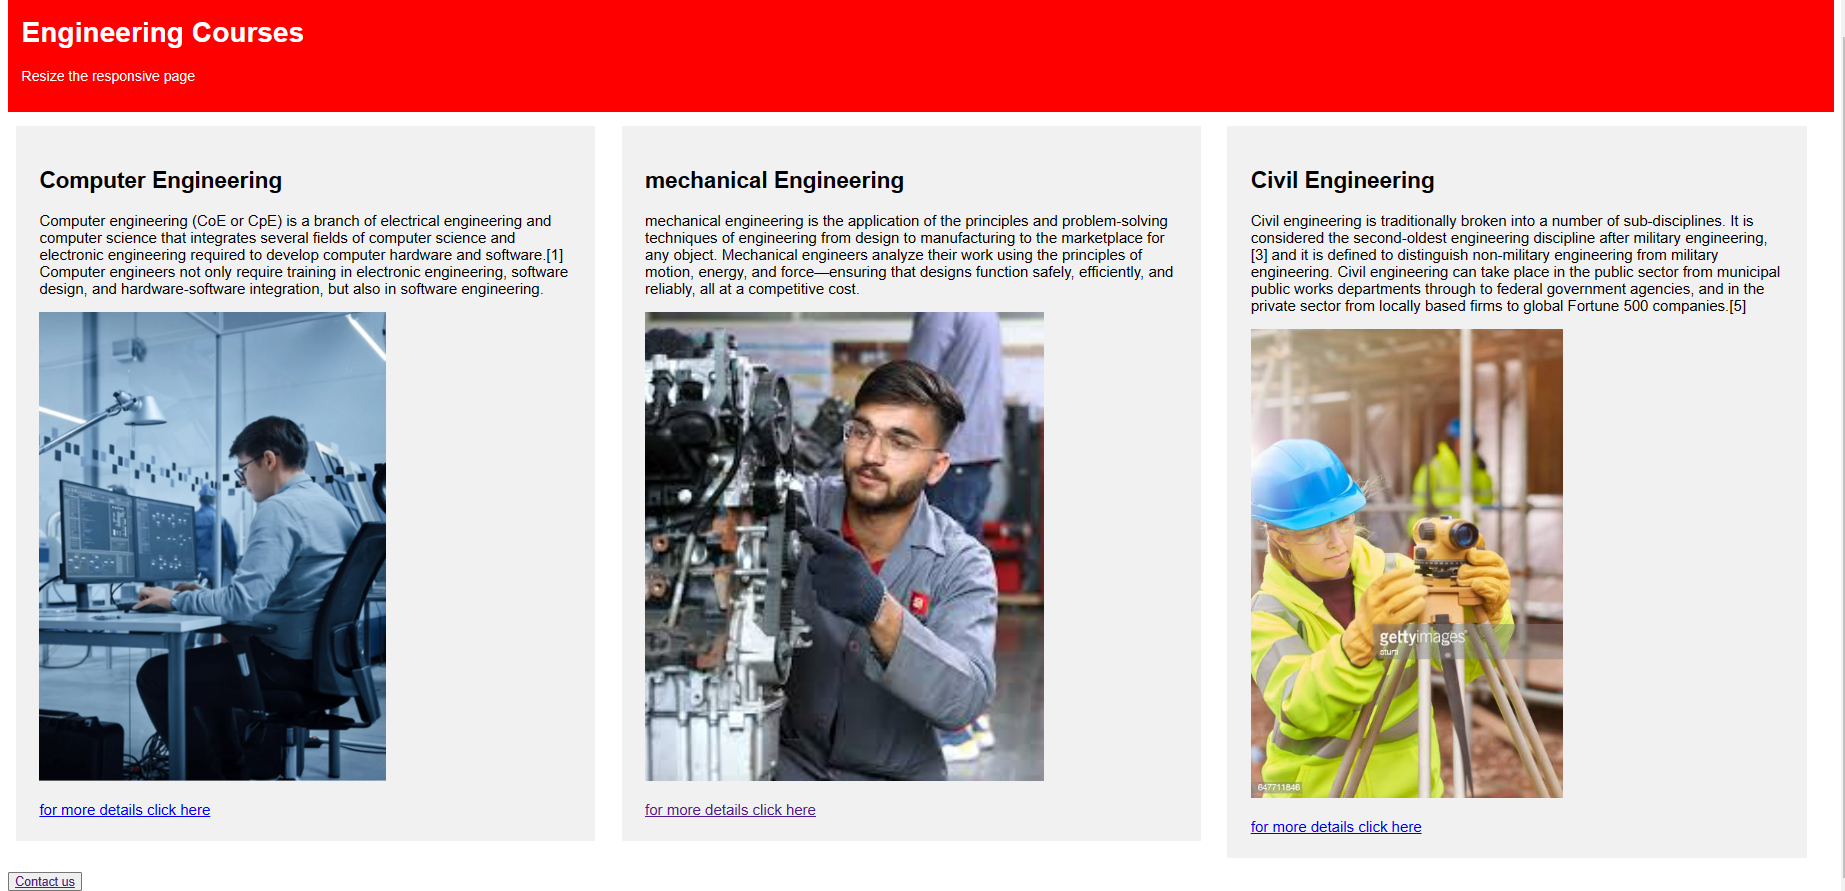 Engineering Courses
Resize the responsive page
Computer Engineering
Computer engineering (CoE or CpE) is a branch of electrical engineering and
computer science that integrates several fields of computer science and
electronic engineering required to develop computer hardware and software.[1]
Computer engineers not only require training in electronic engineering, software
design, and hardware-software integration, but also in software engineering.
for more details click here
mechanical Engineering
mechanical engineering is the application of the principles and problem-solving
techniques of engineering from design to manufacturing to the marketplace for
any object. Mechanical engineers analyze their work using the principles of
motion, energy, and force—ensuring that designs function safely, efficiently, and
reliably, all at a competitive cost.
for more details click here
Civil Engineering
Civil engineering is traditionally broken into a number of sub-disciplines. It is
considered the second-oldest engineering discipline after military engineering,
[3] and it is defined to distinguish non-military engineering from military
engineering. Civil engineering can take place in the public sector from municipal
public works departments through to federal government agencies, and in the
private sector from locally based firms to global Fortune 500 companies.[5]
gettyimages
sturti
647711846
for more details click here
Contact us